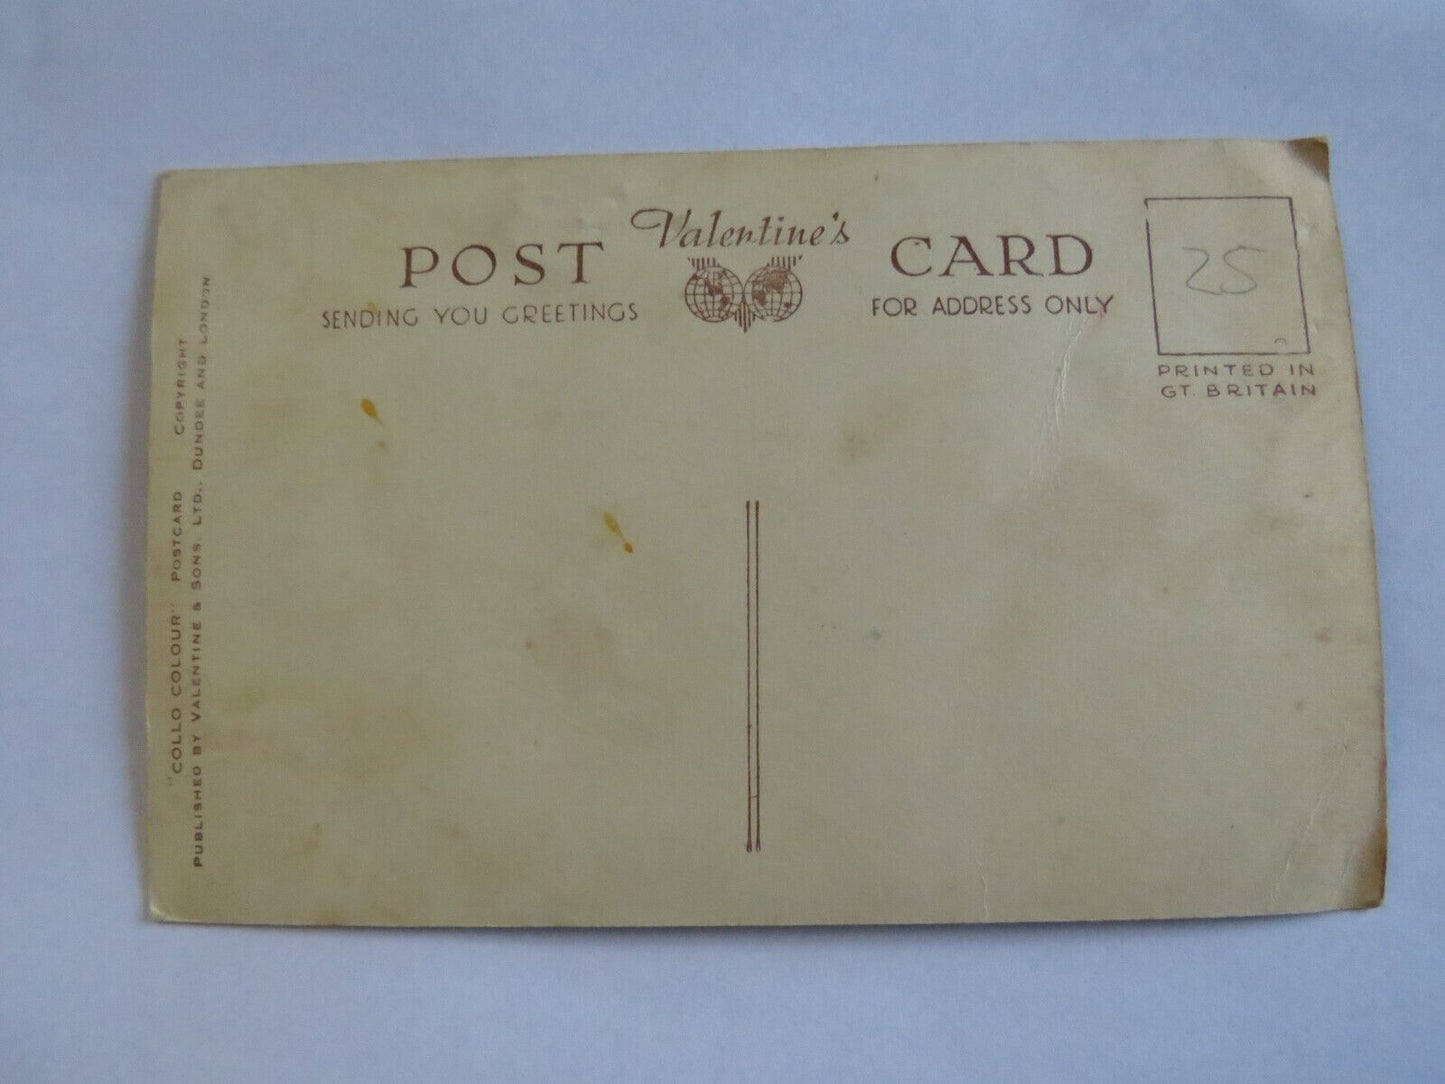 Valentine's
POST CARD
SENDING YOU GREETINGS
FOR ADDRESS ONLY
25
PRINTED IN
GT. BRITAIN
"COLLO COLOUR" POSTCARD COPYRIGHT
PUBLISHED BY VALENTINE & SONS, LTD., DUNDEE AND LONDON